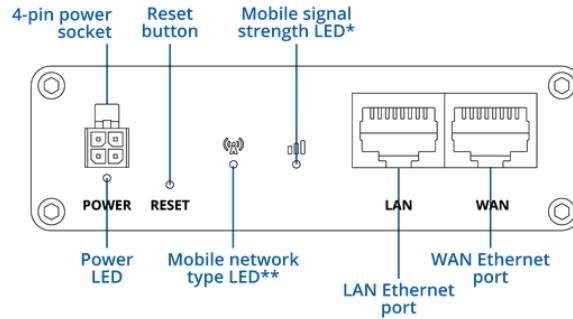 4-pin power
socket
Reset
button
Mobile signal
strength LED*
POWER
RESET
LAN
WAN
Power
LED
Mobile network
type LED**
LAN Ethernet
port
WAN Ethernet
port